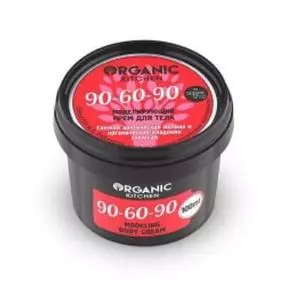 ORGANIC
KITCHEN
90-60-90
МОДЕЛИРУЮЩИЙ
КРЕМ ДЛЯ ТЕЛА
ORGANIC
KITCHEN
90-60-90
100ml
MODELING
BODY CREAM